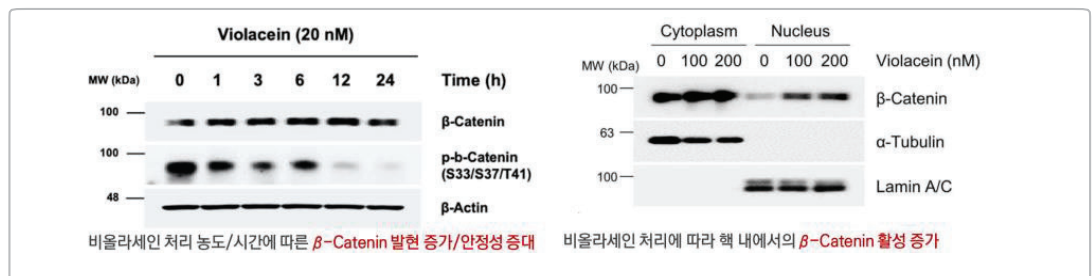 Violacein (20 nM)
MW (kDa) 0 1 3 6 12 24 Time (h)
100
β-Catenin
100
p-b-Catenin
(S33/S37/T41)
48
β-Actin
비올라세인 처리 농도/시간에 따른 β-Catenin 발현 증가/안정성 증대
Cytoplasm Nucleus
0 100 200 0 100 200 Violacein (nM)
MW (kDa)
100
β-Catenin
63
α-Tubulin
100
Lamin A/C
비올라세인 처리에 따라 핵 내에서의 β-Catenin 활성 증가